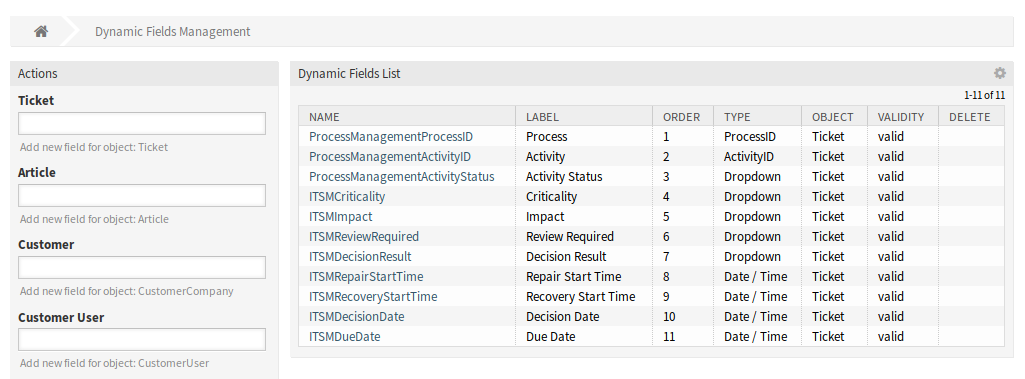 Dynamic Fields Management
Actions
Ticket
Add new field for object: Ticket
Article
Add new field for object: Article
Customer
Add new field for object: CustomerCompany
Customer User
Add new field for object: CustomerUser
Dynamic Fields List
1-11 of 11
NAME LABEL ORDER TYPE OBJECT VALIDITY DELETE
ProcessManagementProcessID Process 1 ProcessID Ticket valid
ProcessManagementActivityID Activity 2 ActivityID Ticket valid
ProcessManagementActivityStatus Activity Status 3 Dropdown Ticket valid
ITSMCriticality Criticality 4 Dropdown Ticket valid
ITSMImpact Impact 5 Dropdown Ticket valid
ITSMReviewRequired Review Required 6 Dropdown Ticket valid
ITSMDecisionResult Decision Result 7 Dropdown Ticket valid
ITSMRepairStartTime Repair Start Time 8 Date / Time Ticket valid
ITSMRecoveryStartTime Recovery Start Time 9 Date / Time Ticket valid
ITSMDecisionDate Decision Date 10 Date / Time Ticket valid
ITSMDueDate Due Date 11 Date / Time Ticket valid